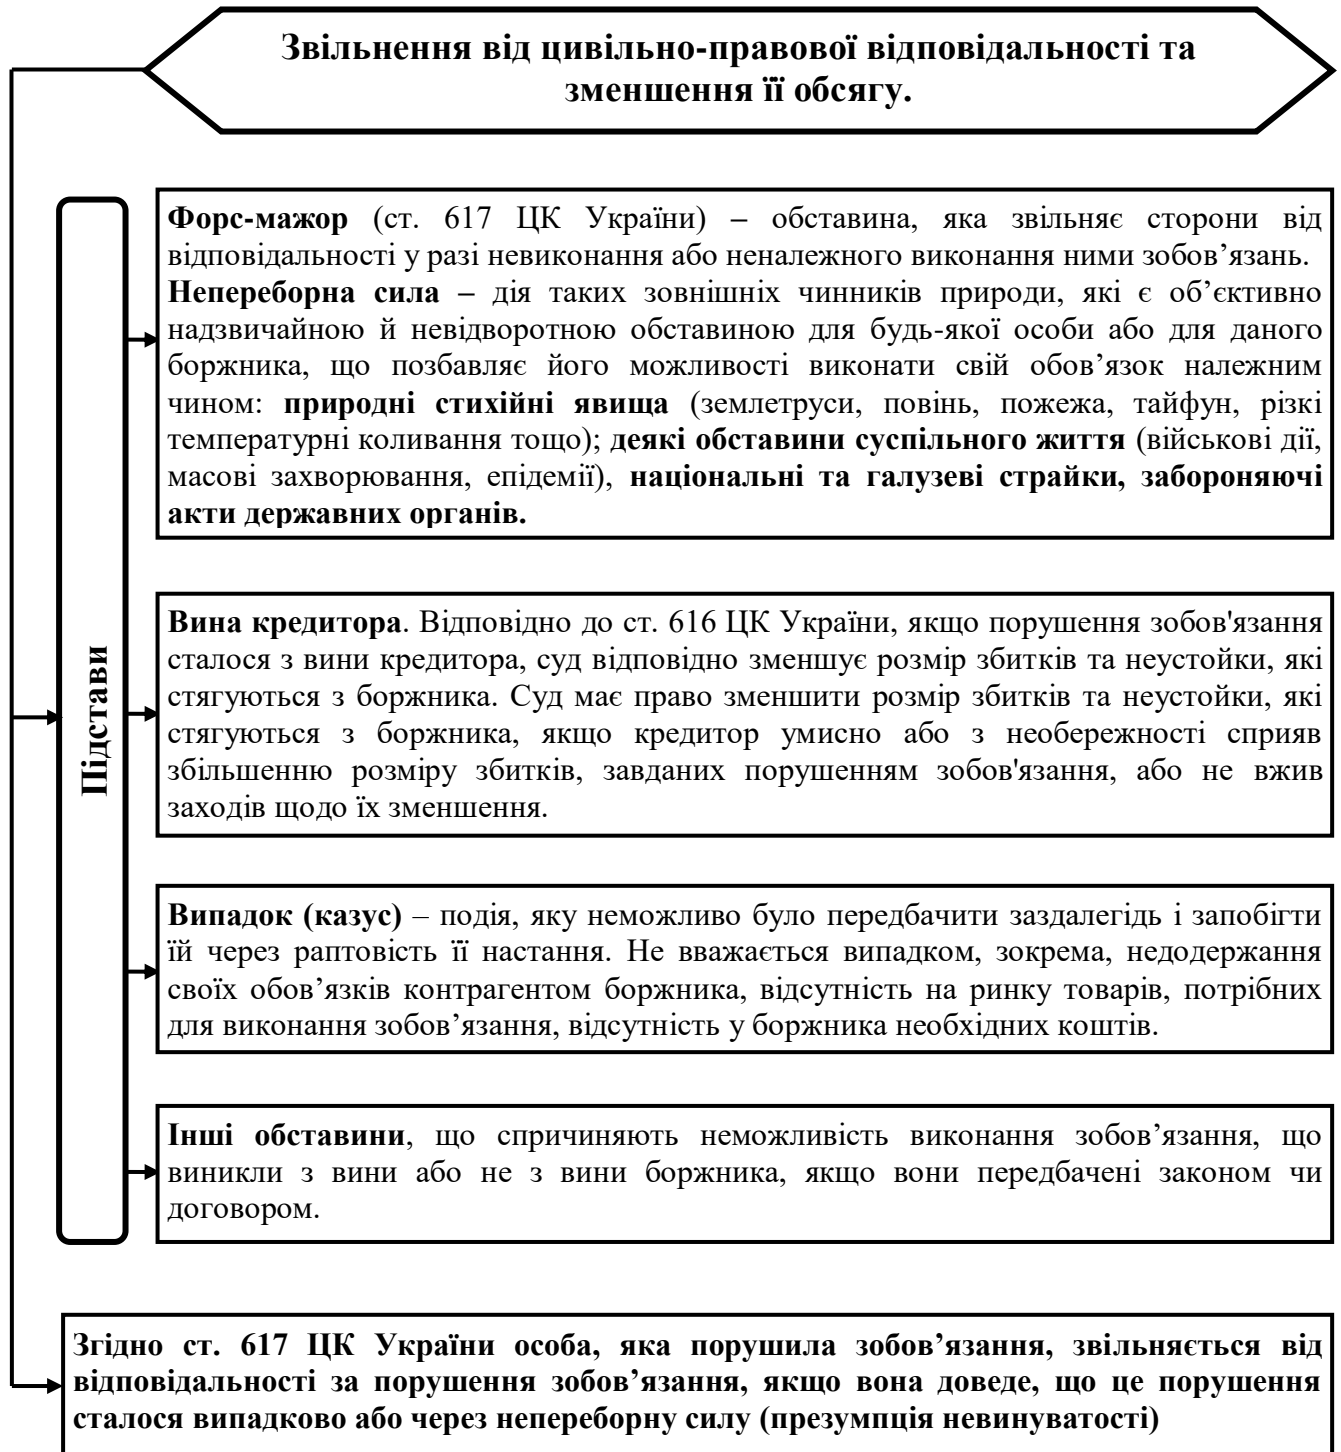 Звільнення від цивільно-правової відповідальності та
зменшення її обсягу.
Підстави
Форс-мажор (ст. 617 ЦК України) – обставина, яка звільняє сторони від
відповідальності у разі невиконання або неналежного виконання ними зобов’язань.
Непереборна сила – дія таких зовнішніх чинників природи, які є об’єктивно
надзвичайною й невідворотною обставиною для будь-якої особи або для даного
боржника, що позбавляє його можливості виконати свій обов’язок належним
чином: природні стихійні явища (землетруси, повінь, пожежа, тайфун, різкі
температурні коливання тощо); деякі обставини суспільного життя (військові дії,
масові захворювання, епідемії), національні та галузеві страйки, забороняючі
акти державних органів.
Вина кредитора. Відповідно до ст. 616 ЦК України, якщо порушення зобов'язання
сталося з вини кредитора, суд відповідно зменшує розмір збитків та неустойки, які
стягуються з боржника. Суд має право зменшити розмір збитків та неустойки, які
стягуються з боржника, якщо кредитор умисно або з необережності сприяв
збільшенню розміру збитків, завданих порушенням зобов'язання, або не вжив
заходів щодо їх зменшення.
Випадок (казус) – подія, яку неможливо було передбачити заздалегідь і запобігти
їй через раптовість її настання. Не вважається випадком, зокрема, недодержання
своїх обов’язків контрагентом боржника, відсутність на ринку товарів, потрібних
для виконання зобов’язання, відсутність у боржника необхідних коштів.
Інші обставини, що спричиняють неможливість виконання зобов’язання, що
виникли з вини або не з вини боржника, якщо вони передбачені законом чи
договором.
Згідно ст. 617 ЦК України особа, яка порушила зобов’язання, звільняється від
відповідальності за порушення зобов’язання, якщо вона доведе, що це порушення
сталося випадково або через непереборну силу (презумпція невинуватості)